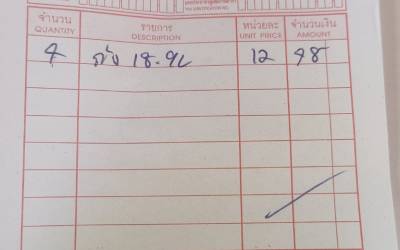 จำนวน รายการ หน่วยละ จำนวนเงิน
QUANTITY DESCRIPTION UNIT PRICE AMOUNT
4 ถัง 18.9L 12 48